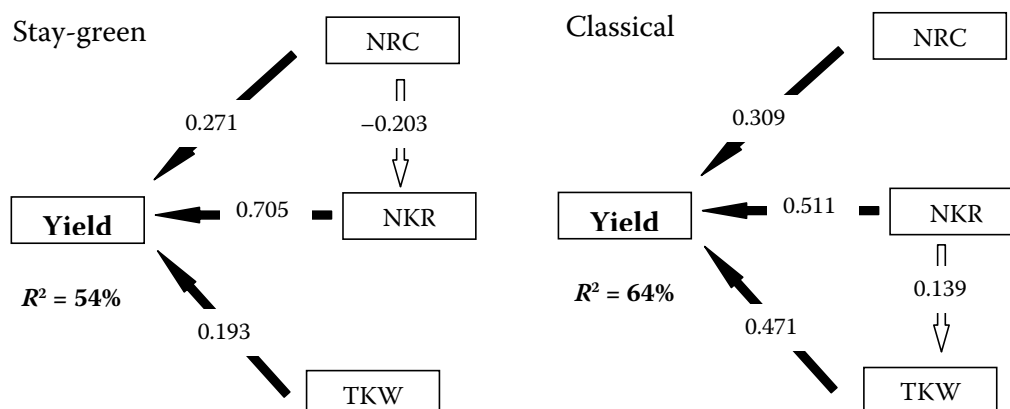 Stay-green
NRC
0.271
−0.203
Yield
0.705
NKR
R² = 54%
0.193
TKW
Classical
NRC
0.309
Yield
0.511
NKR
R² = 64%
0.139
0.471
TKW